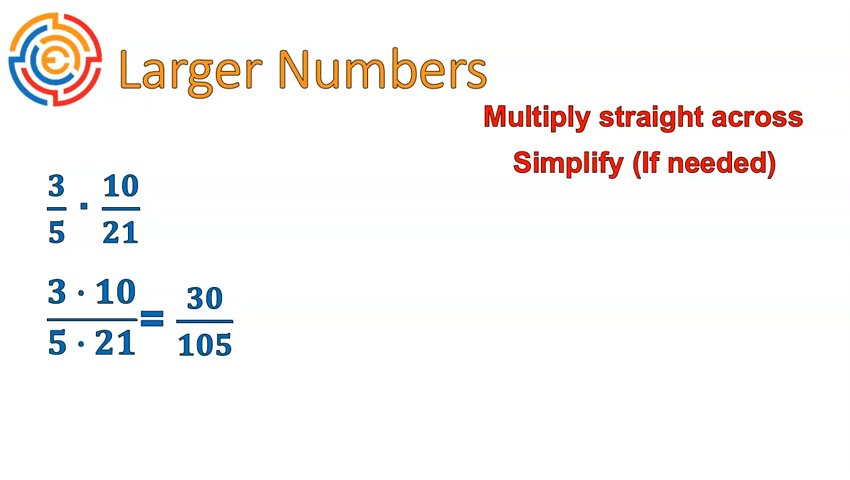 Larger Numbers
Multiply straight across
Simplify (If needed)
3/5 · 10/21
3 · 10/5 · 21 = 30/105